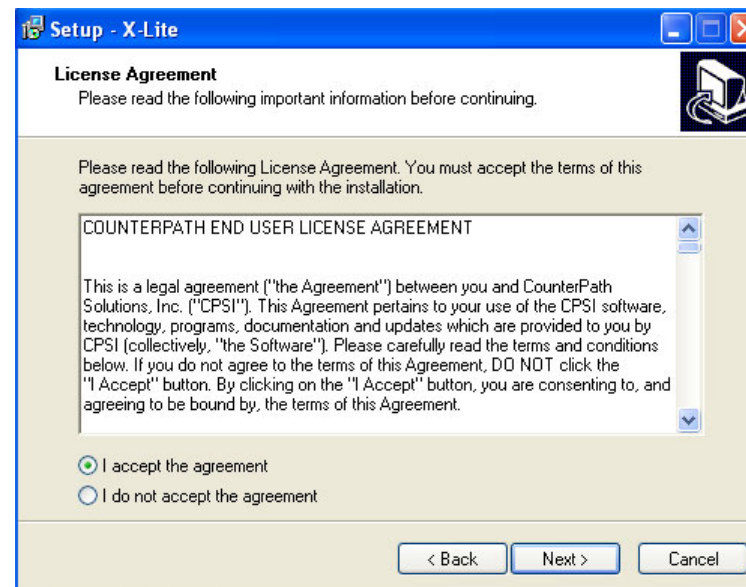 Setup - X-Lite
License Agreement
Please read the following important information before continuing.
Please read the following License Agreement. You must accept the terms of this
agreement before continuing with the installation.
COUNTERPATH END USER LICENSE AGREEMENT
This is a legal agreement ("the Agreement") between you and CounterPath
Solutions, Inc. ("CPSI"). This Agreement pertains to your use of the CPSI software,
technology, programs, documentation and updates which are provided to you by
CPSI (collectively, "the Software"). Please carefully read the terms and conditions
below. If you do not agree to the terms of this Agreement, DO NOT click the
"I Accept" button. By clicking on the "I Accept" button, you are consenting to, and
agreeing to be bound by, the terms of this Agreement.
I accept the agreement
I do not accept the agreement
< Back Next > Cancel